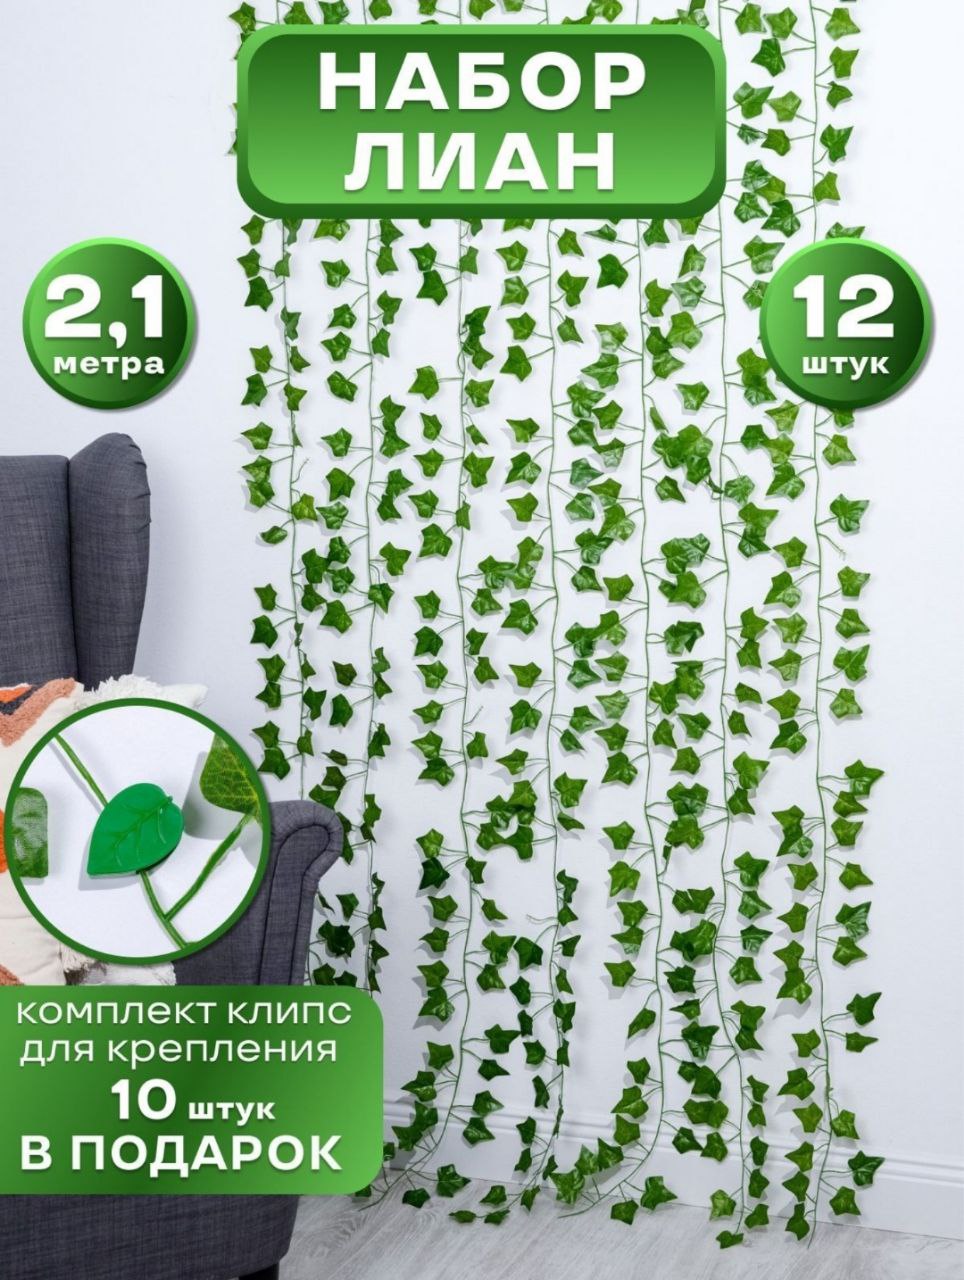 НАБОР
ЛИАН
2,1
метра
12
штук
комплект клипс
для крепления
10 штук
В ПОДАРОК